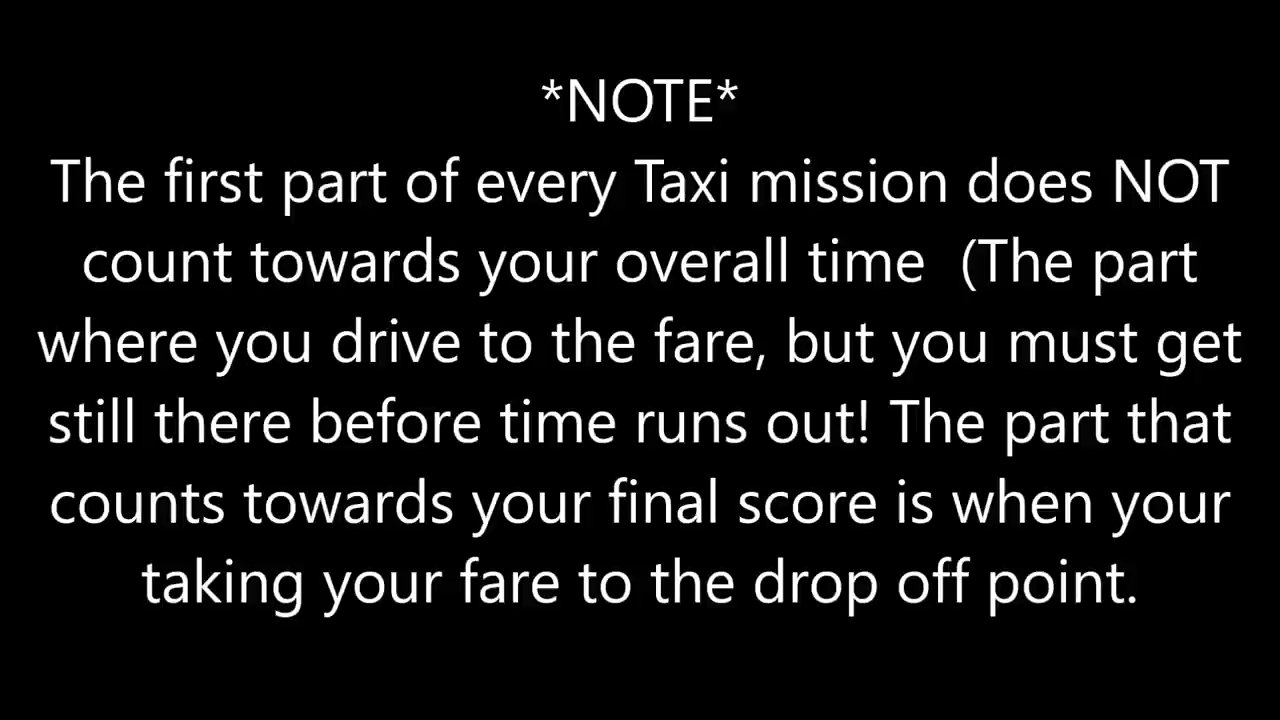 *NOTE*
The first part of every Taxi mission does NOT
count towards your overall time  (The part
where you drive to the fare, but you must get
still there before time runs out! The part that
counts towards your final score is when your
taking your fare to the drop off point.